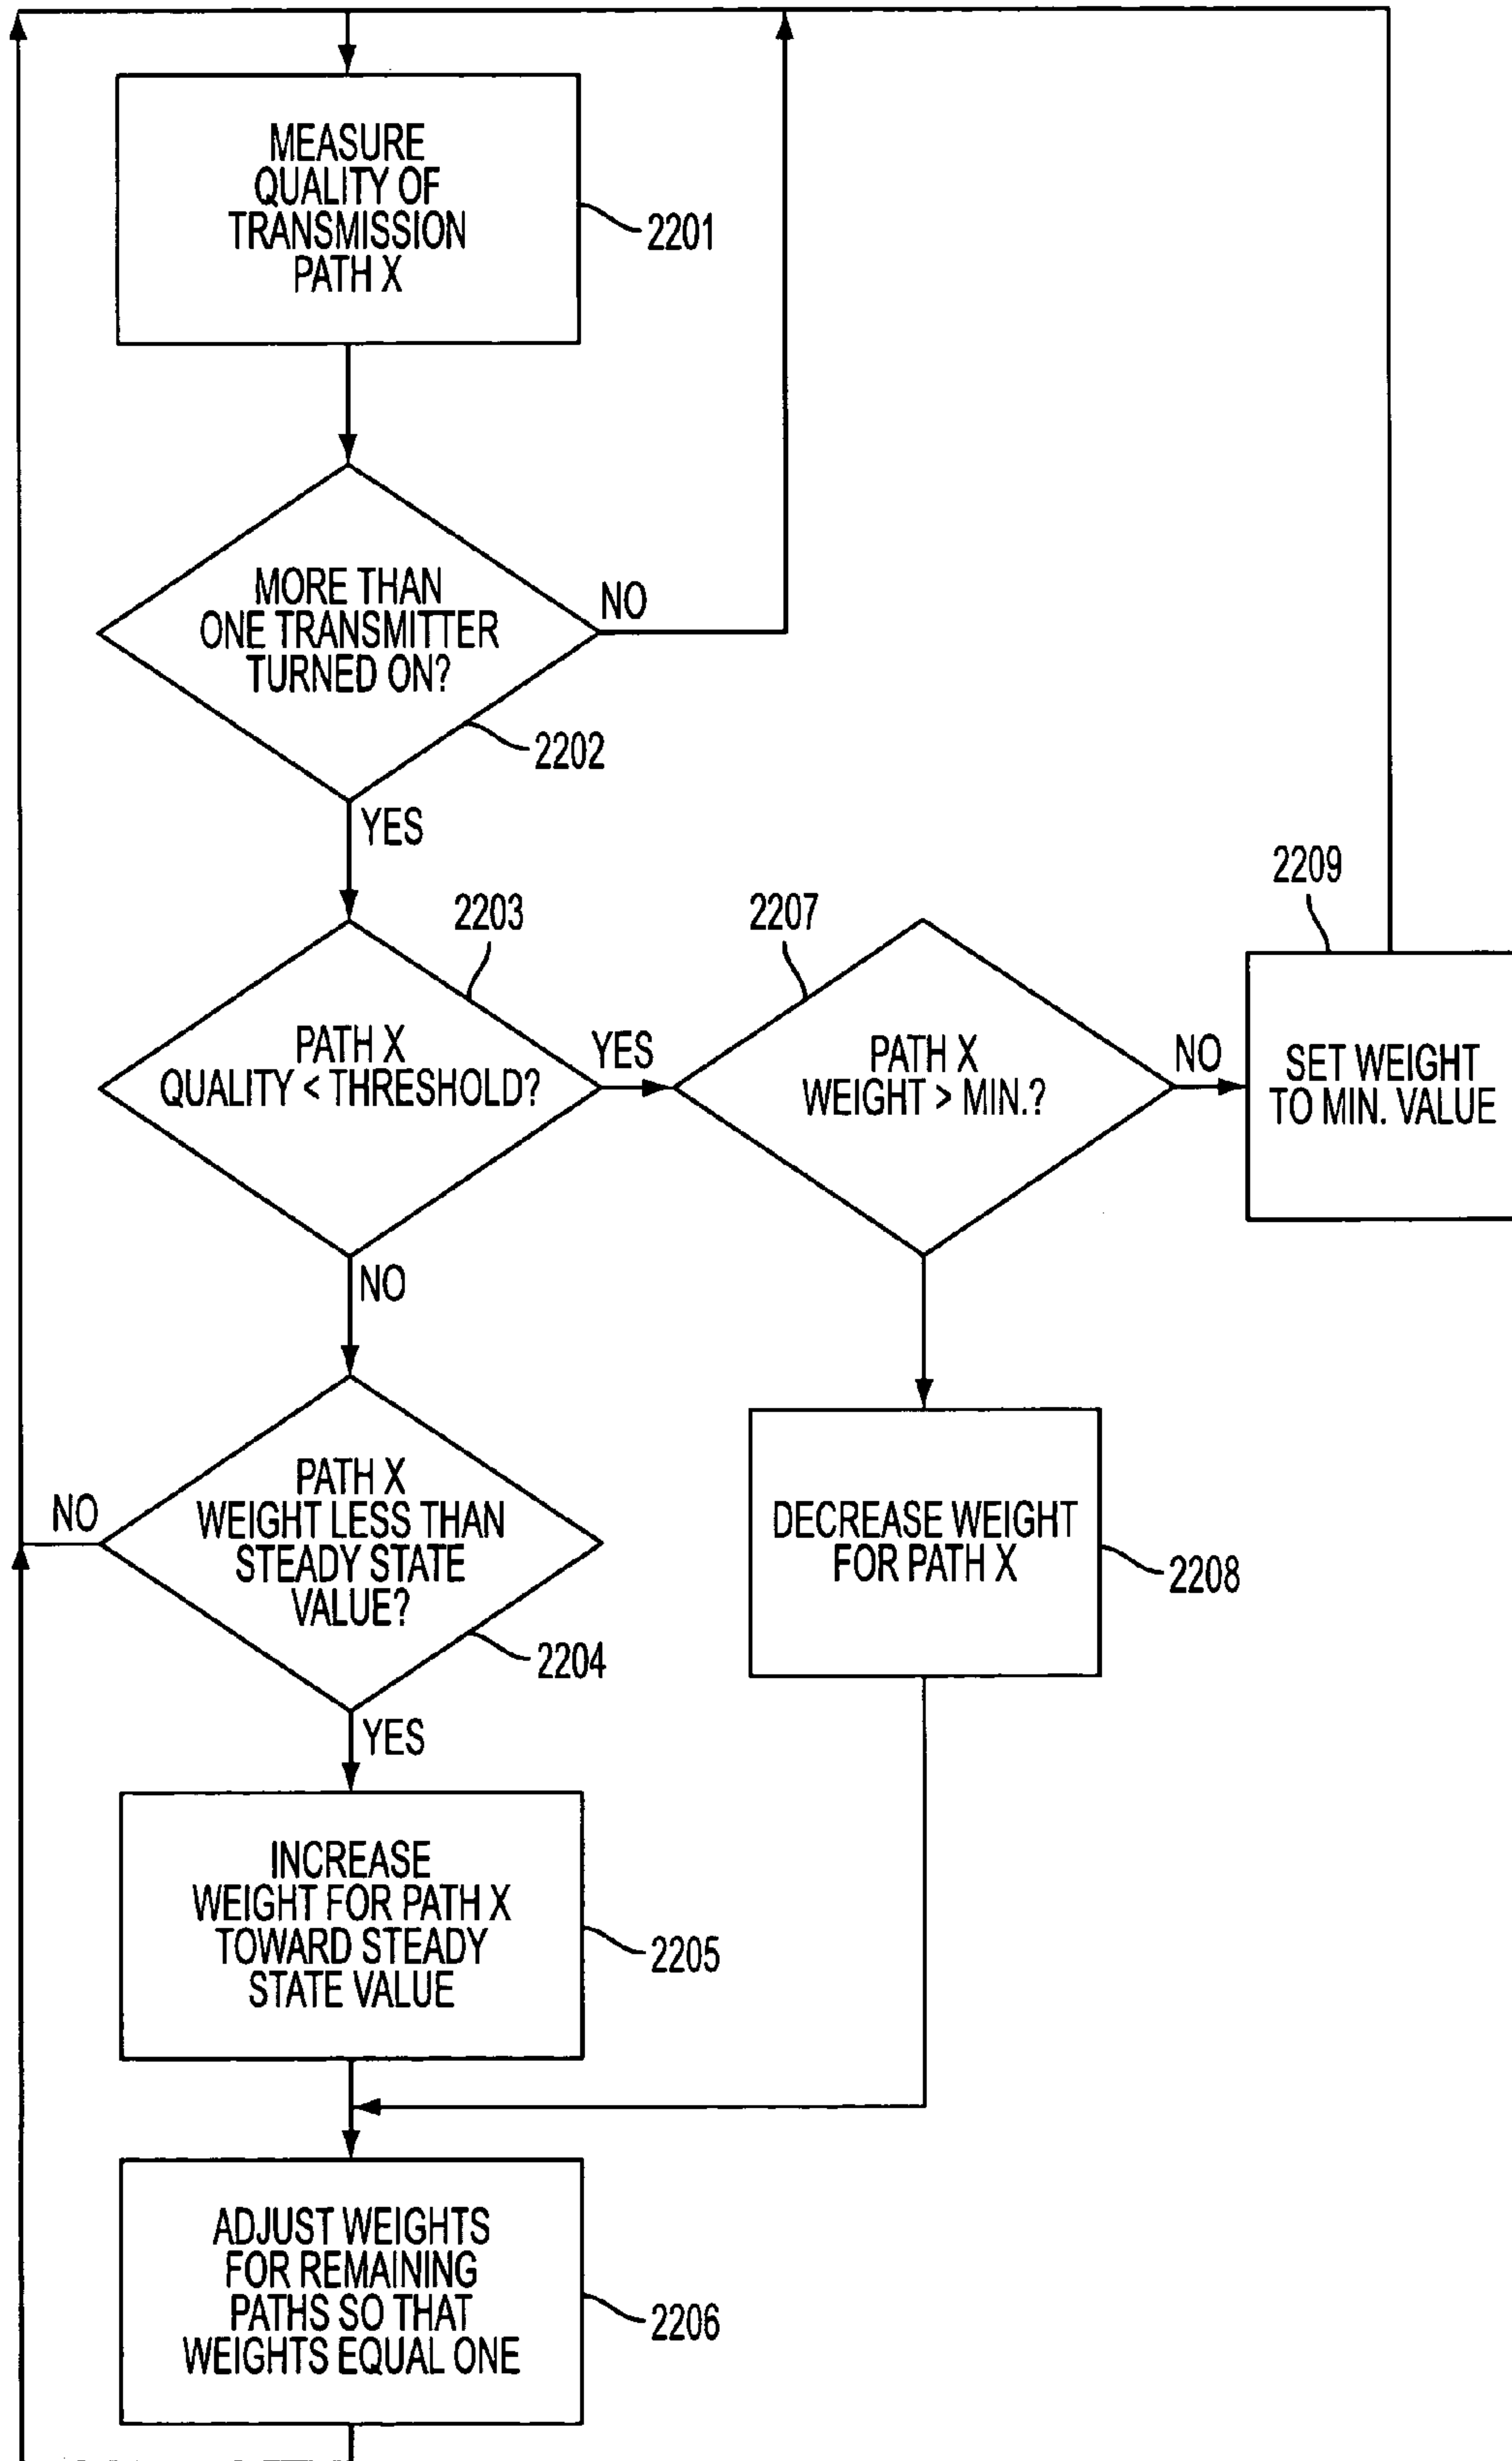 MEASURE
QUALITY OF
TRANSMISSION
PATH X
2201
MORE THAN
ONE TRANSMITTER
TURNED ON?
NO
2202
YES
2203
PATH X
QUALITY < THRESHOLD?
YES
2207
PATH X
WEIGHT > MIN.?
NO
2209
SET WEIGHT
TO MIN. VALUE
NO
PATH X
WEIGHT LESS THAN
STEADY STATE
VALUE?
NO
2204
DECREASE WEIGHT
FOR PATH X
2208
YES
INCREASE
WEIGHT FOR PATH X
TOWARD STEADY
STATE VALUE
2205
ADJUST WEIGHTS
FOR REMAINING
PATHS SO THAT
WEIGHTS EQUAL ONE
2206